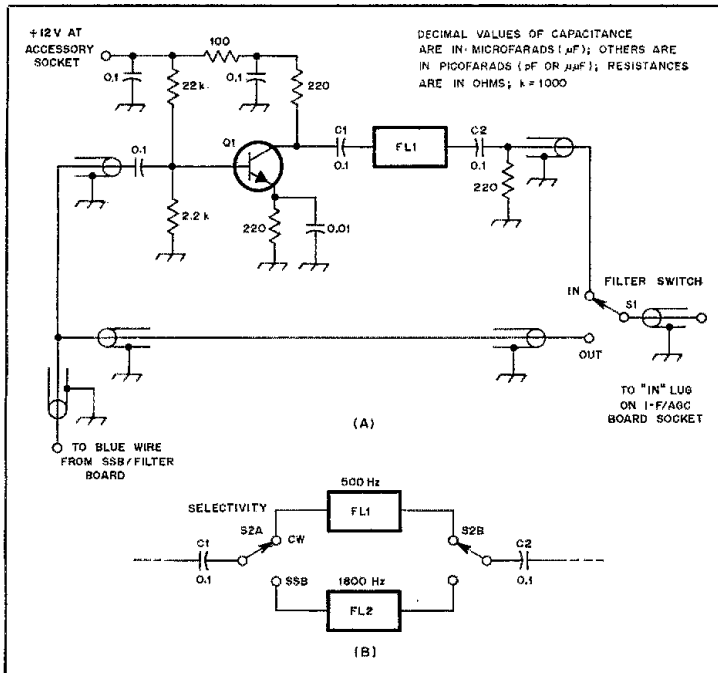 +12V AT
ACCESSORY
SOCKET
100
DECIMAL VALUES OF CAPACITANCE
ARE IN MICROFARADS (µF); OTHERS ARE
IN PICOFARADS (pF OR µµF); RESISTANCES
ARE IN OHMS; k = 1000
0.1
22k
0.1
220
Q1
C1
0.1
FL1
C2
0.1
0.1
220
2.2 k
220
0.01
FILTER SWITCH
IN
S1
OUT
TO "IN" LUG
ON I-F/AGC
BOARD SOCKET
(A)
TO BLUE WIRE
FROM SSB/FILTER
BOARD
500 Hz
SELECTIVITY
FL1
S2A
S2B
C1
CW
C2
0.1
0.1
SSB
1800 Hz
FL2
(B)